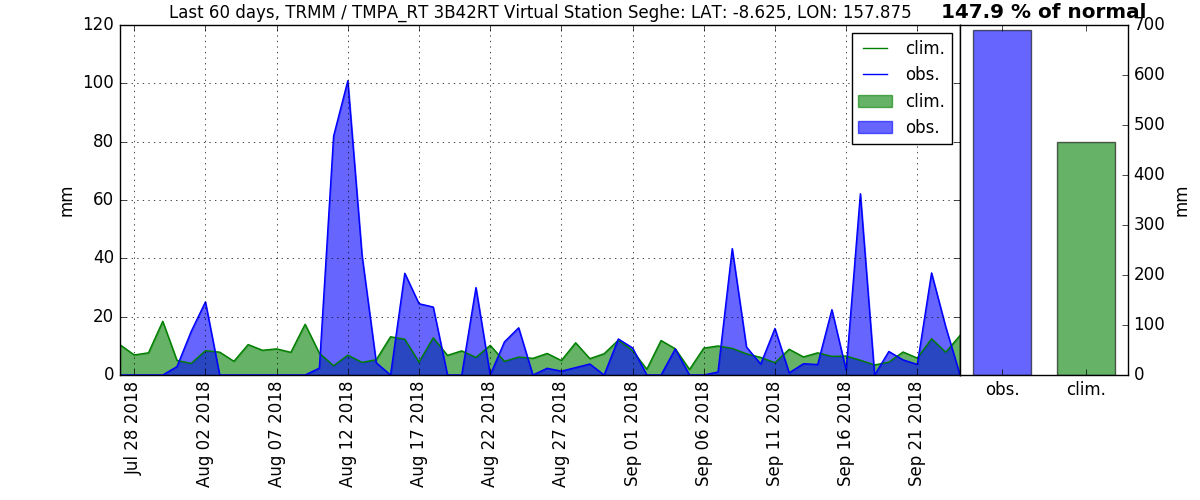 Last 60 days, TRMM / TMPA_RT 3B42RT Virtual Station Seghe: LAT: -8.625, LON: 157.875
147.9 % of normal
120
100
80
60
40
20
0
mm
clim.
obs.
clim.
obs.
700
600
500
400
300
200
100
0
mm
Jul 28 2018
Aug 02 2018
Aug 07 2018
Aug 12 2018
Aug 17 2018
Aug 22 2018
Aug 27 2018
Sep 01 2018
Sep 06 2018
Sep 11 2018
Sep 16 2018
Sep 21 2018
obs.
clim.